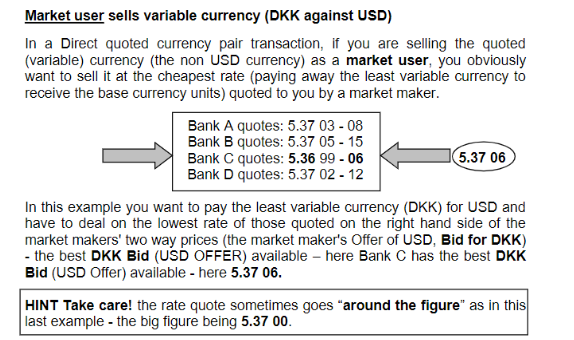 Market user sells variable currency (DKK against USD)
In a Direct quoted currency pair transaction, if you are selling the quoted
(variable) currency (the non USD currency) as a market user, you obviously
want to sell it at the cheapest rate (paying away the least variable currency to
receive the base currency units) quoted to you by a market maker.
Bank A quotes: 5.37 03 - 08
Bank B quotes: 5.37 05 - 15
Bank C quotes: 5.36 99 - 06
Bank D quotes: 5.37 02 - 12
5.37 06
In this example you want to pay the least variable currency (DKK) for USD and
have to deal on the lowest rate of those quoted on the right hand side of the
market makers' two way prices (the market maker's Offer of USD, Bid for DKK)
- the best DKK Bid (USD OFFER) available – here Bank C has the best DKK
Bid (USD Offer) available - here 5.37 06.
HINT Take care! the rate quote sometimes goes “around the figure” as in this
last example - the big figure being 5.37 00.